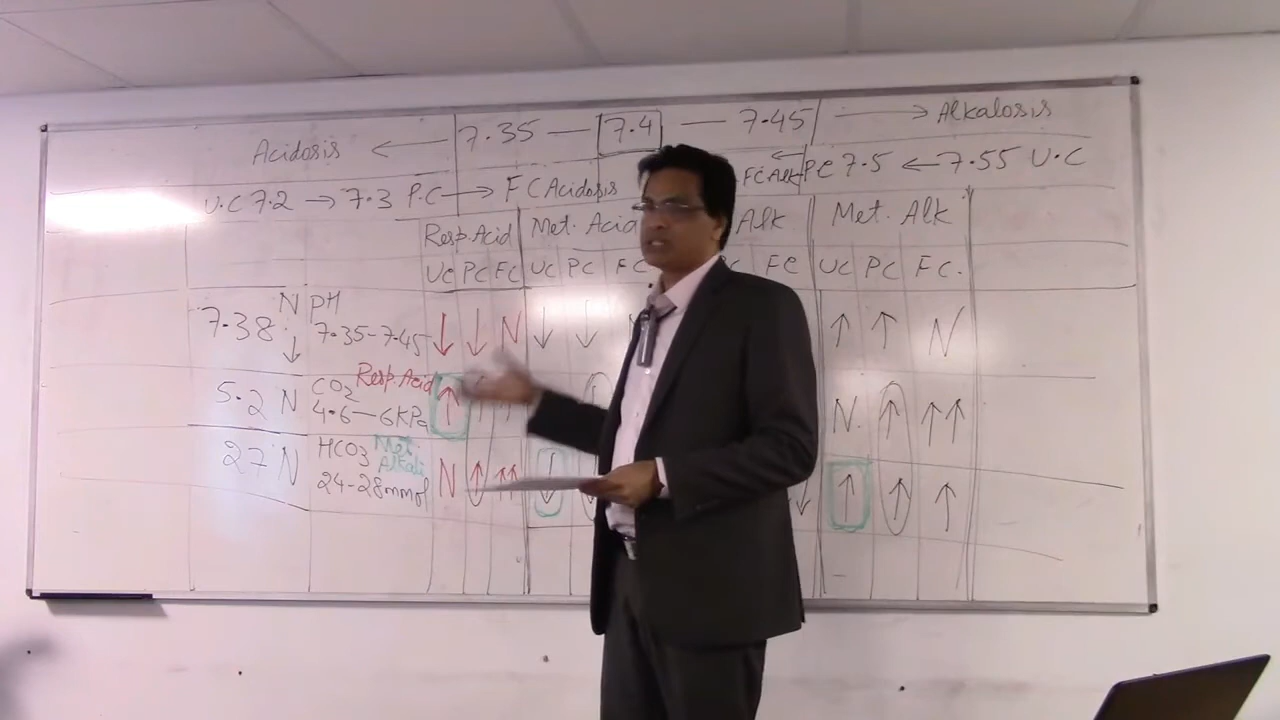 Acidosis ← 7.35 — 7.4 — 7.45 → Alkalosis
U.C 7.2 → 7.3 P.C → F C Acidosis FC Alk ← PC 7.5 ← 7.55 U.C
Resp. Acid Met. Acid Alk Met. Alk
UC PC FC UC PC FC PC FC UC PC FC.
7.38 N ↓ PH 7.35-7.45 ↓ ↓ N ↓ ↓ ↑ ↑ N
Resp. Acid
5.2 N CO2 4.6—6KPa ↑ ↑ ↑ N. ↑ ↑↑
27 N HCO3 Met. Alkali
24-28mmol N ↑ ↑↑ ↓ ↓ ↑ ↑ ↑